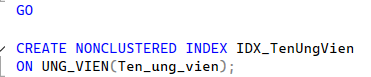 GO
CREATE NONCLUSTERED INDEX IDX_TenUngVien
ON UNG_VIEN(Ten_ung_vien);